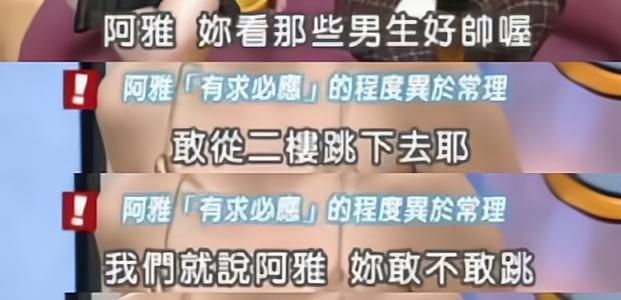 阿雅 妳看那些男生好帥喔
! 阿雅「有求必應」的程度異於常理
敢從二樓跳下去耶
! 阿雅「有求必應」的程度異於常理
我們就說阿雅 妳敢不敢跳